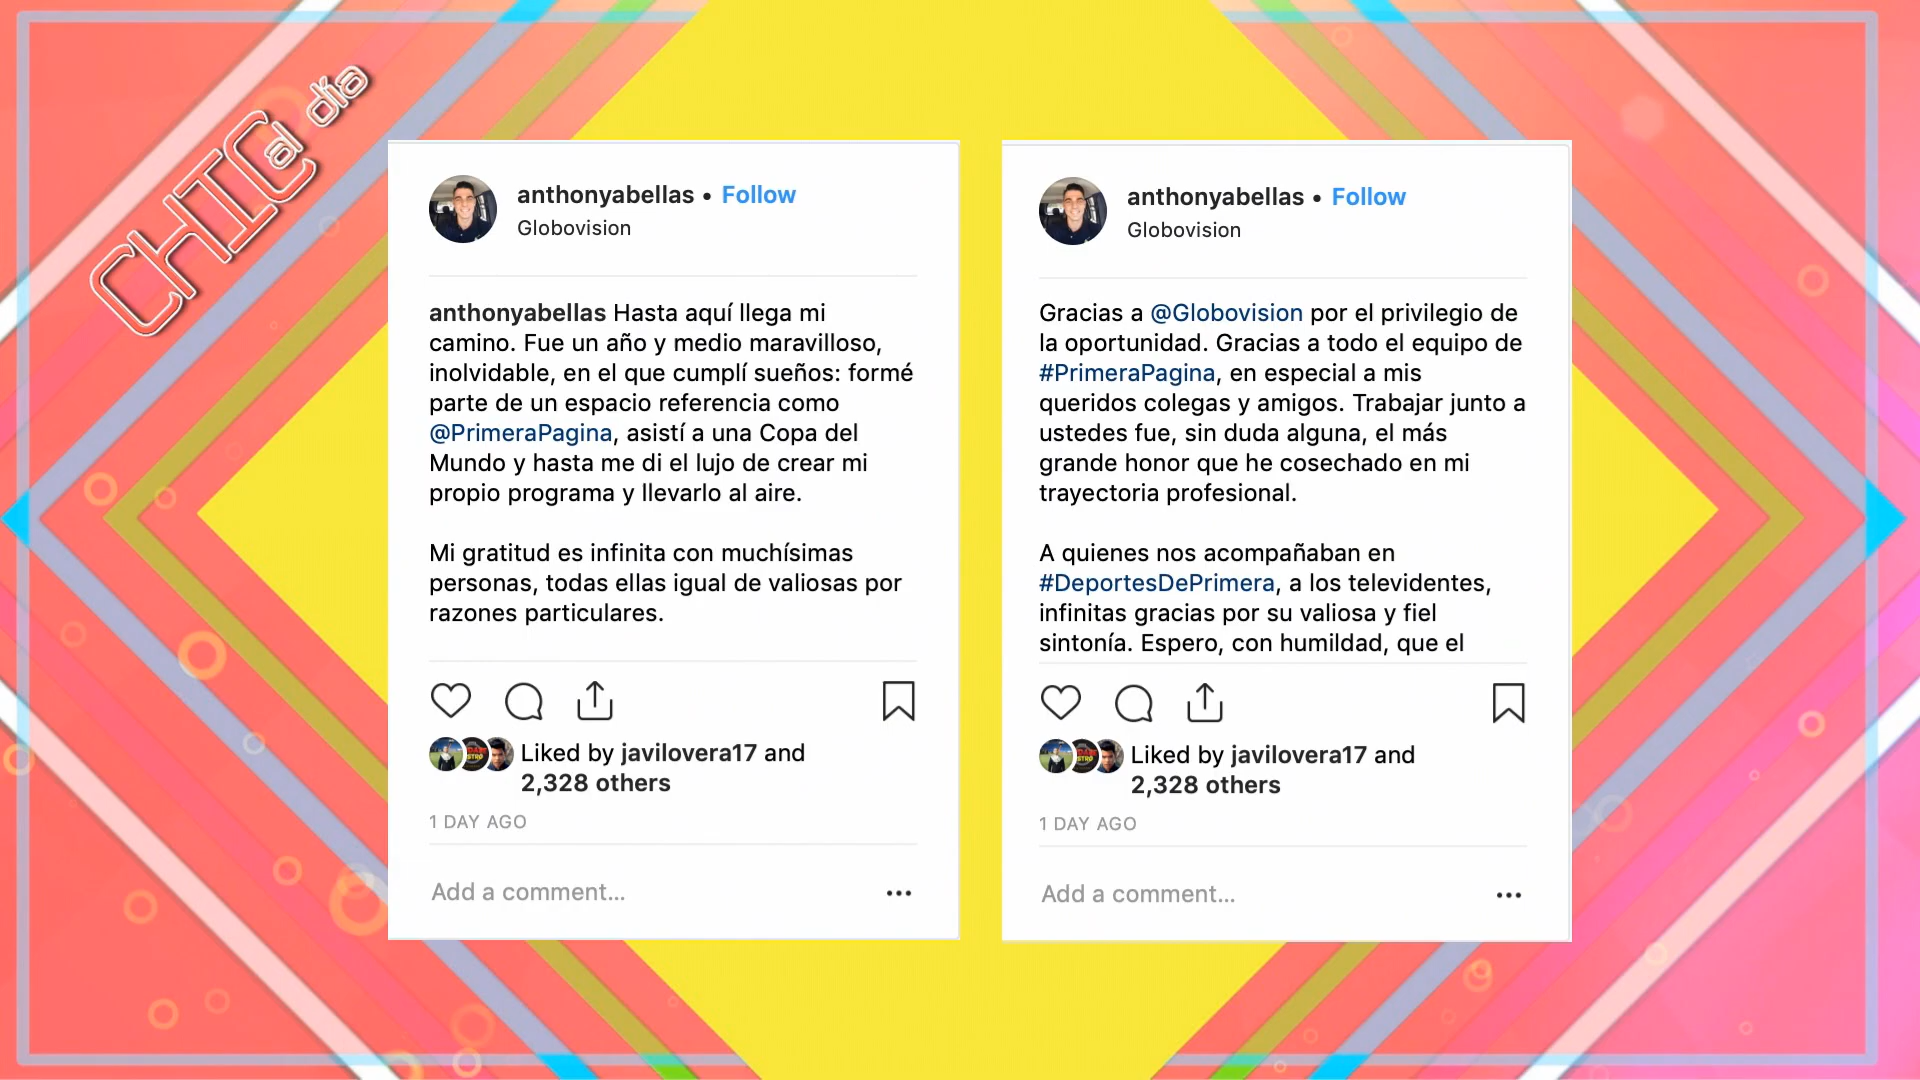 CHIC al día
anthonyabellas • Follow
Globovision
anthonyabellas Hasta aquí llega mi
camino. Fue un año y medio maravilloso,
inolvidable, en el que cumplí sueños: formé
parte de un espacio referencia como
@PrimeraPagina, asistí a una Copa del
Mundo y hasta me di el lujo de crear mi
propio programa y llevarlo al aire.
Mi gratitud es infinita con muchísimas
personas, todas ellas igual de valiosas por
razones particulares.
Liked by javilovera17 and
2,328 others
1 DAY AGO
Add a comment...
anthonyabellas • Follow
Globovision
Gracias a @Globovision por el privilegio de
la oportunidad. Gracias a todo el equipo de
#PrimeraPagina, en especial a mis
queridos colegas y amigos. Trabajar junto a
ustedes fue, sin duda alguna, el más
grande honor que he cosechado en mi
trayectoria profesional.
A quienes nos acompañaban en
#DeportesDePrimera, a los televidentes,
infinitas gracias por su valiosa y fiel
sintonía. Espero, con humildad, que el
Liked by javilovera17 and
2,328 others
1 DAY AGO
Add a comment...